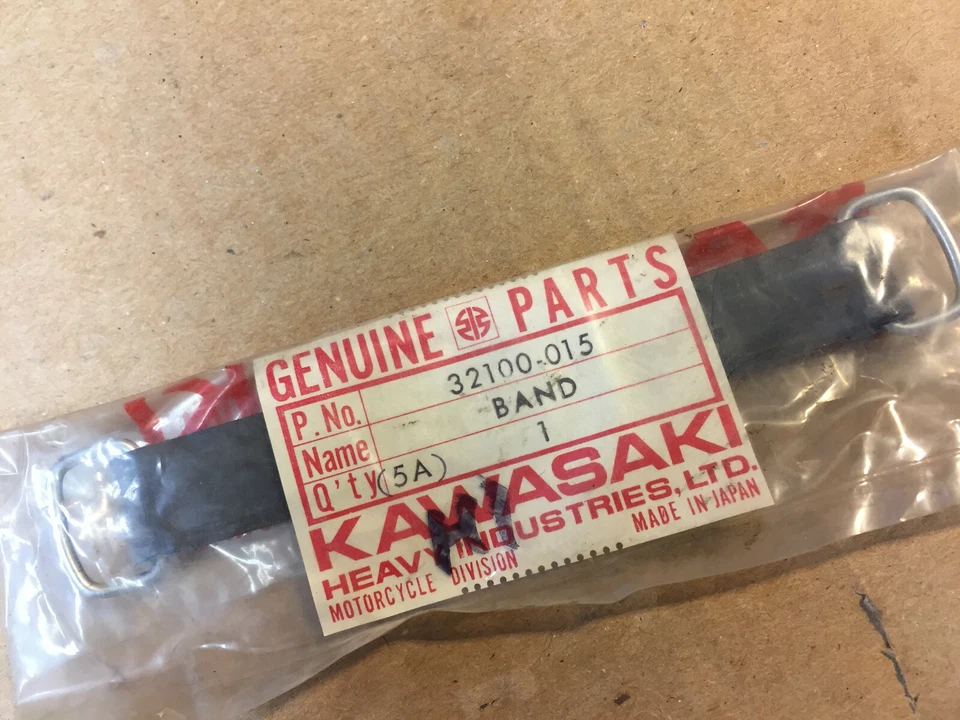 GENUINE PARTS
P.No. 32100-015
Name BAND
Q'ty (5A) 1
KAWASAKI
HEAVY INDUSTRIES, LTD.
MOTORCYCLE DIVISION MADE IN JAPAN